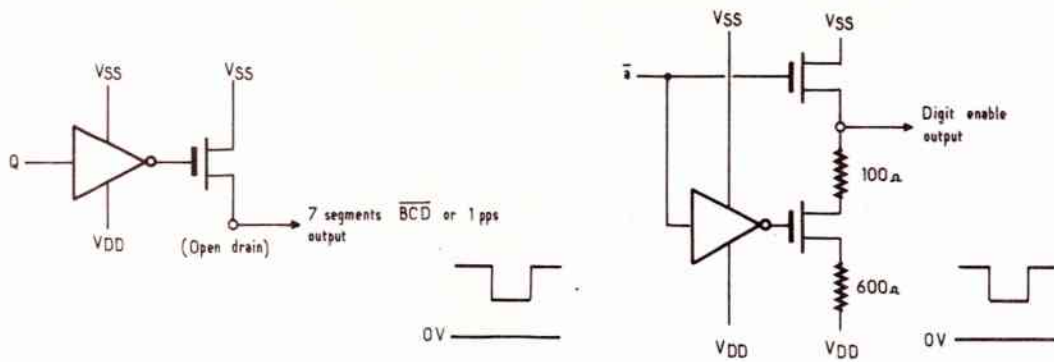 VSS
VSS
Q
VDD
(Open drain)
7 segments BCD or 1 pps
output
0V
VSS
VSS
a
Digit enable
output
100Ω
600Ω
VDD
VDD
0V